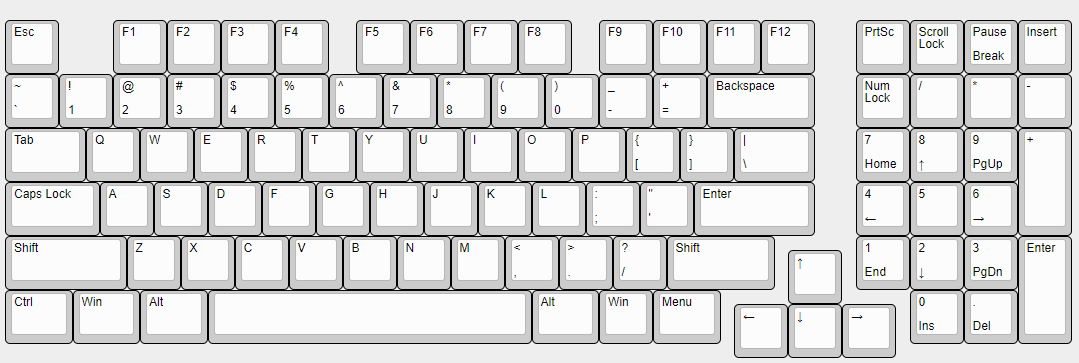 Esc F1 F2 F3 F4 F5 F6 F7 F8 F9 F10 F11 F12 PrtSc Scroll Lock Pause Break Insert
~ ` ! 1 @ 2 # 3 $ 4 % 5 ^ 6 & 7 * 8 ( 9 ) 0 _ - + = Backspace Num Lock / * -
Tab Q W E R T Y U I O P { [ } ] | \ 7 Home 8 ↑ 9 PgUp +
Caps Lock A S D F G H J K L : ; " ' Enter 4 ← 5 6 →
Shift Z X C V B N M < , > . ? / Shift ↑ 1 End 2 ↓ 3 PgDn Enter
Ctrl Win Alt Alt Win Menu ← ↓ → 0 Ins . Del